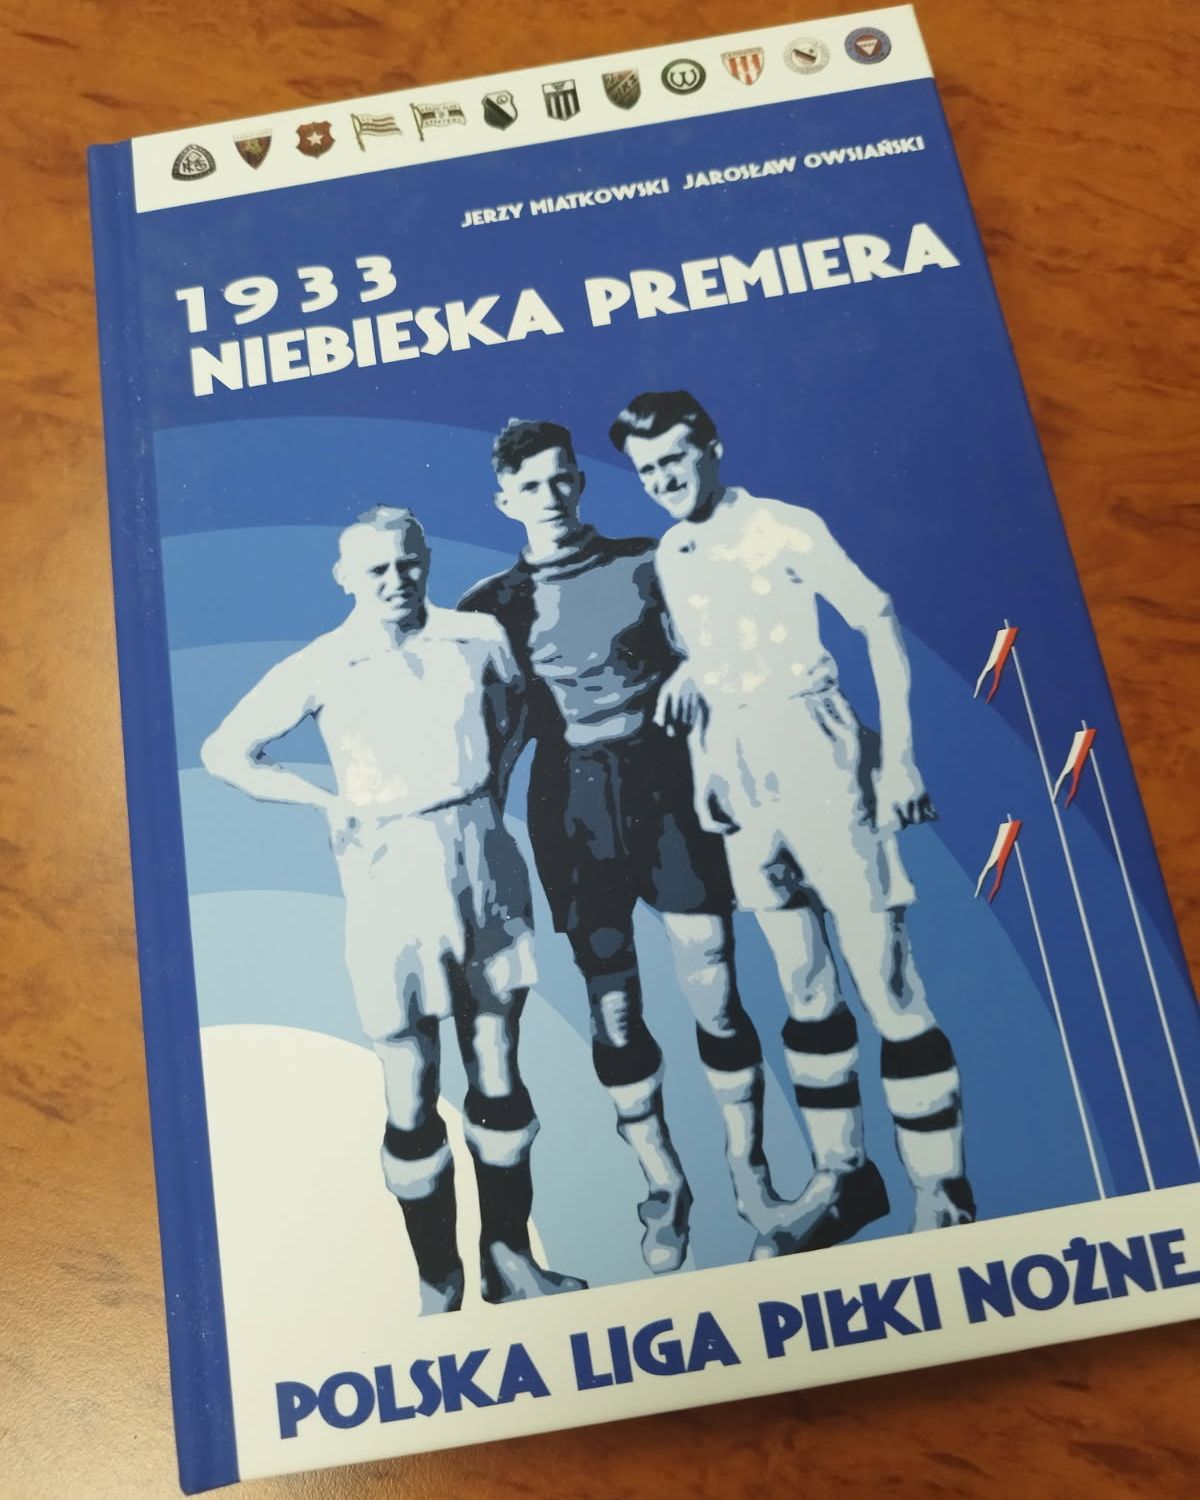 JERZY MIATKOWSKI JAROSŁAW OWSIAŃSKI
1933
NIEBIESKA PREMIERA
POLSKA LIGA PIŁKI NOŻNE